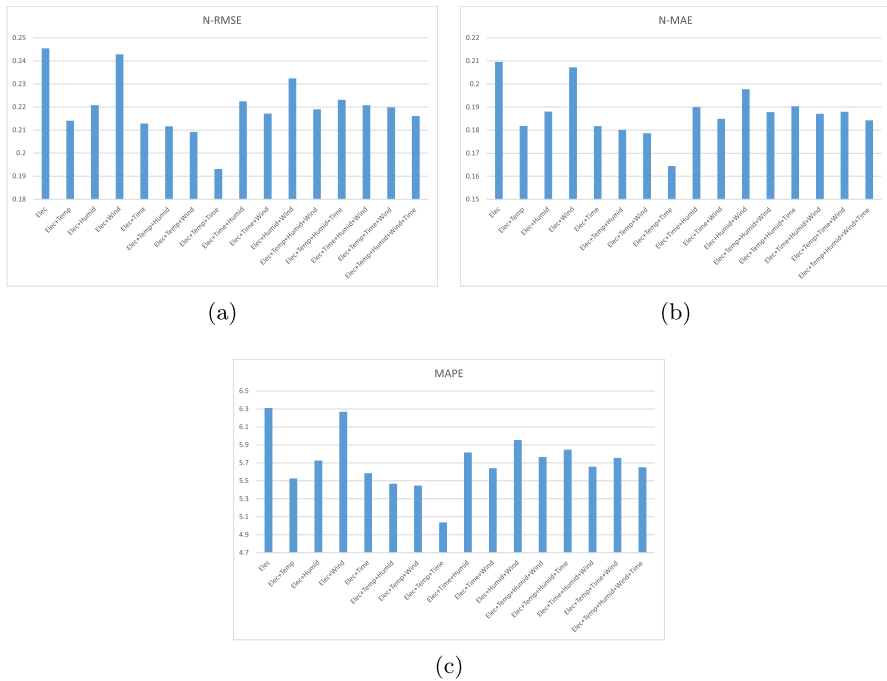 N-RMSE
0.25
0.24
0.23
0.22
0.21
0.2
0.19
0.18
Elec
Elec+Temp
Elec+Humid
Elec+Wind
Elec+Time
Elec+Temp+Humid
Elec+Temp+Wind
Elec+Temp+Time
Elec+Time+Humid
Elec+Time+Wind
Elec+Humid+Wind
Elec+Temp+Humid+Wind
Elec+Temp+Humid+Time
Elec+Time+Humid+Wind
Elec+Temp+Time+Wind
Elec+Temp+Humid+Wind+Time
(a)
N-MAE
0.22
0.21
0.2
0.19
0.18
0.17
0.16
0.15
Elec
Elec+Temp
Elec+Humid
Elec+Wind
Elec+Time
Elec+Temp+Humid
Elec+Temp+Wind
Elec+Temp+Time
Elec+Time+Humid
Elec+Time+Wind
Elec+Humid+Wind
Elec+Temp+Humid+Wind
Elec+Temp+Humid+Time
Elec+Time+Humid+Wind
Elec+Temp+Time+Wind
Elec+Temp+Humid+Wind+Time
(b)
MAPE
6.5
6.3
6.1
5.9
5.7
5.5
5.3
5.1
4.9
4.7
Elec
Elec+Temp
Elec+Humid
Elec+Wind
Elec+Time
Elec+Temp+Humid
Elec+Temp+Wind
Elec+Temp+Time
Elec+Time+Humid
Elec+Time+Wind
Elec+Humid+Wind
Elec+Temp+Humid+Wind
Elec+Temp+Humid+Time
Elec+Time+Humid+Wind
Elec+Temp+Time+Wind
Elec+Temp+Humid+Wind+Time
(c)